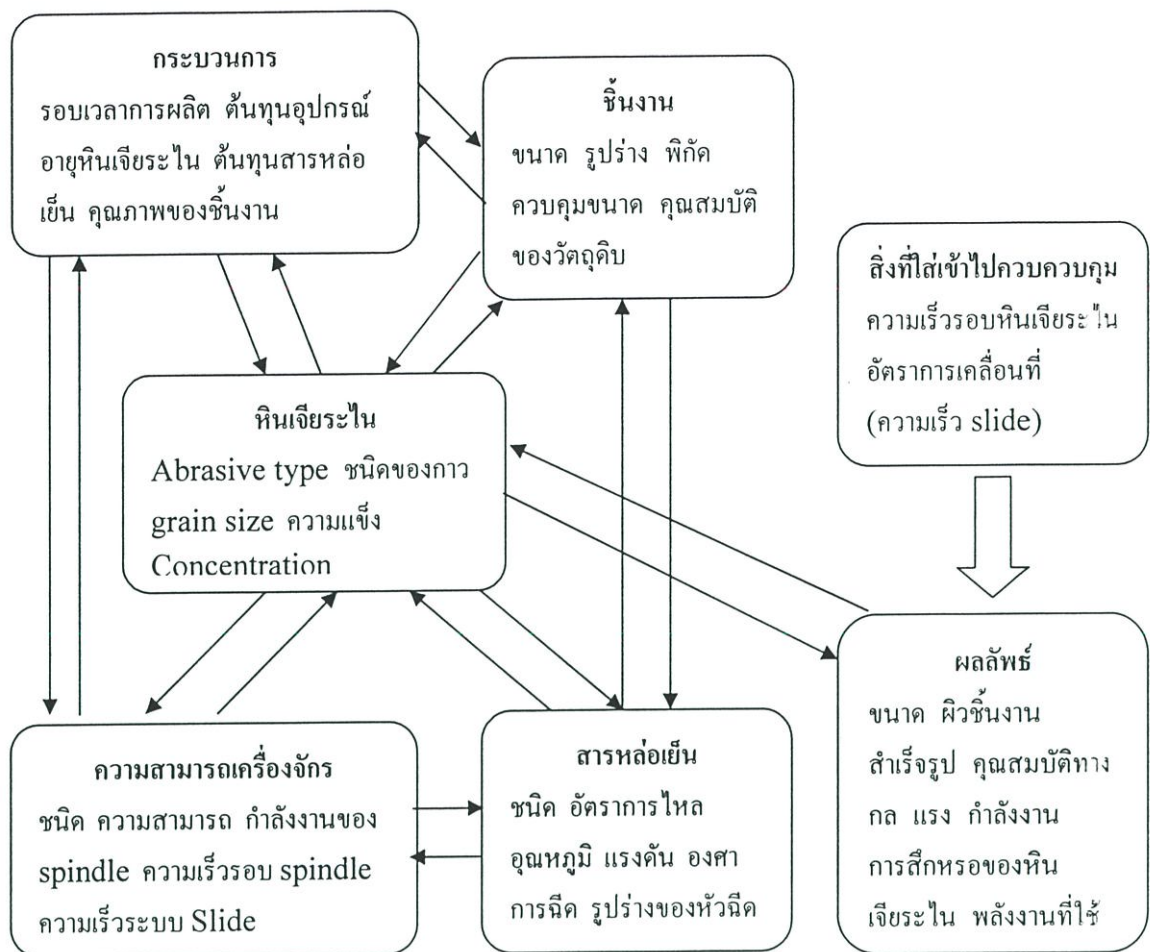 กระบวนการ
รอบเวลาการผลิต ต้นทุนอุปกรณ์
อายุหินเจียระไน ต้นทุนสารหล่อ
เย็น คุณภาพของชิ้นงาน
ชิ้นงาน
ขนาด รูปร่าง พิกัด
ควบคุมขนาด คุณสมบัติ
ของวัตถุดิบ
สิ่งที่ใส่เข้าไปควบควบคุม
ความเร็วรอบหินเจียระไน
อัตราการเคลื่อนที่
(ความเร็ว slide)
หินเจียระไน
Abrasive type ชนิดของกาว
grain size ความแข็ง
Concentration
ความสามารถเครื่องจักร
ชนิด ความสามารถ กำลังงานของ
spindle ความเร็วรอบ spindle
ความเร็วระบบ Slide
สารหล่อเย็น
ชนิด อัตราการไหล
อุณหภูมิ แรงดัน องศา
การฉีด รูปร่างของหัวฉีด
ผลลัพธ์
ขนาด ผิวชิ้นงาน
สำเร็จรูป คุณสมบัติทาง
กล แรง กำลังงาน
การสึกหรอของหิน
เจียระไน พลังงานที่ใช้